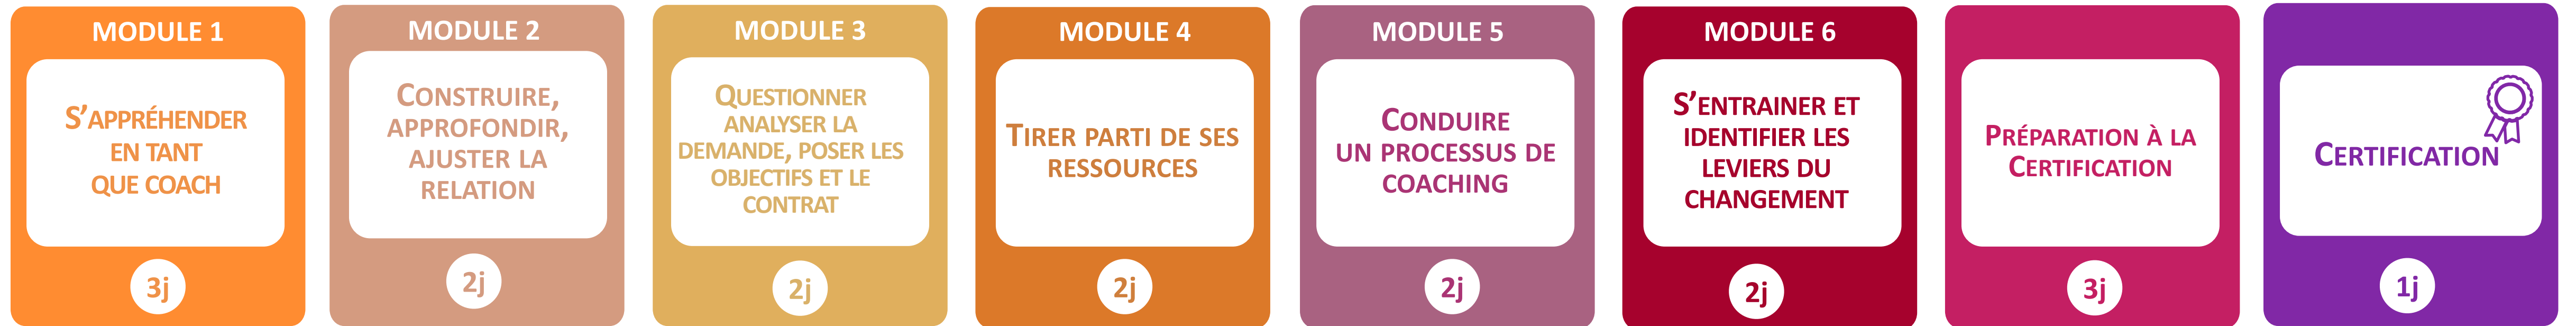 MODULE 1
S'APPRÉHENDER
EN TANT
QUE COACH
3j
MODULE 2
CONSTRUIRE,
APPROFONDIR,
AJUSTER LA
RELATION
2j
MODULE 3
QUESTIONNER
ANALYSER LA
DEMANDE, POSER LES
OBJECTIFS ET LE
CONTRAT
2j
MODULE 4
TIRER PARTI DE SES
RESSOURCES
2j
MODULE 5
CONDUIRE
UN PROCESSUS DE
COACHING
2j
MODULE 6
S'ENTRAINER ET
IDENTIFIER LES
LEVIERS DU
CHANGEMENT
2j
PRÉPARATION À LA
CERTIFICATION
3j
CERTIFICATION
1j